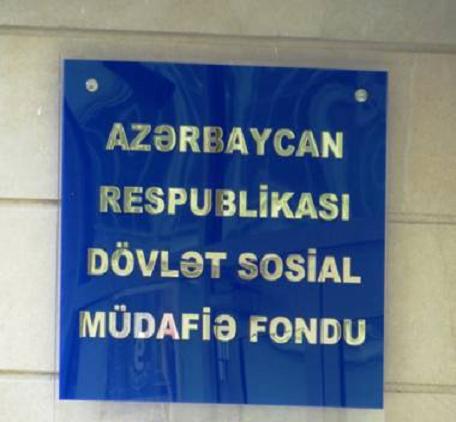 AZƏRBAYCAN
RESPUBLİKASI
DÖVLƏT SOSİAL
MÜDAFİƏ FONDU